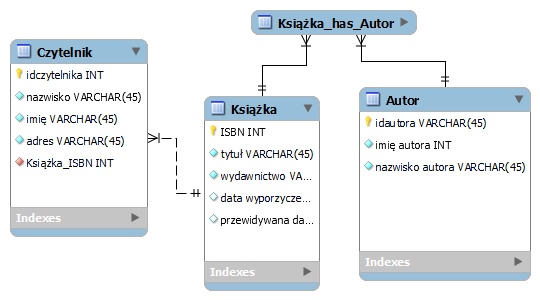 Książka_has_Autor
Czytelnik
idczytelnika INT
nazwisko VARCHAR(45)
imię VARCHAR(45)
adres VARCHAR(45)
Książka_ISBN INT
Indexes
Książka
ISBN INT
tytuł VARCHAR(45)
wydawnictwo VA...
data wyporzycze...
przewidywana da...
Indexes
Autor
idautora VARCHAR(45)
imię autora INT
nazwisko autora VARCHAR(45)
Indexes